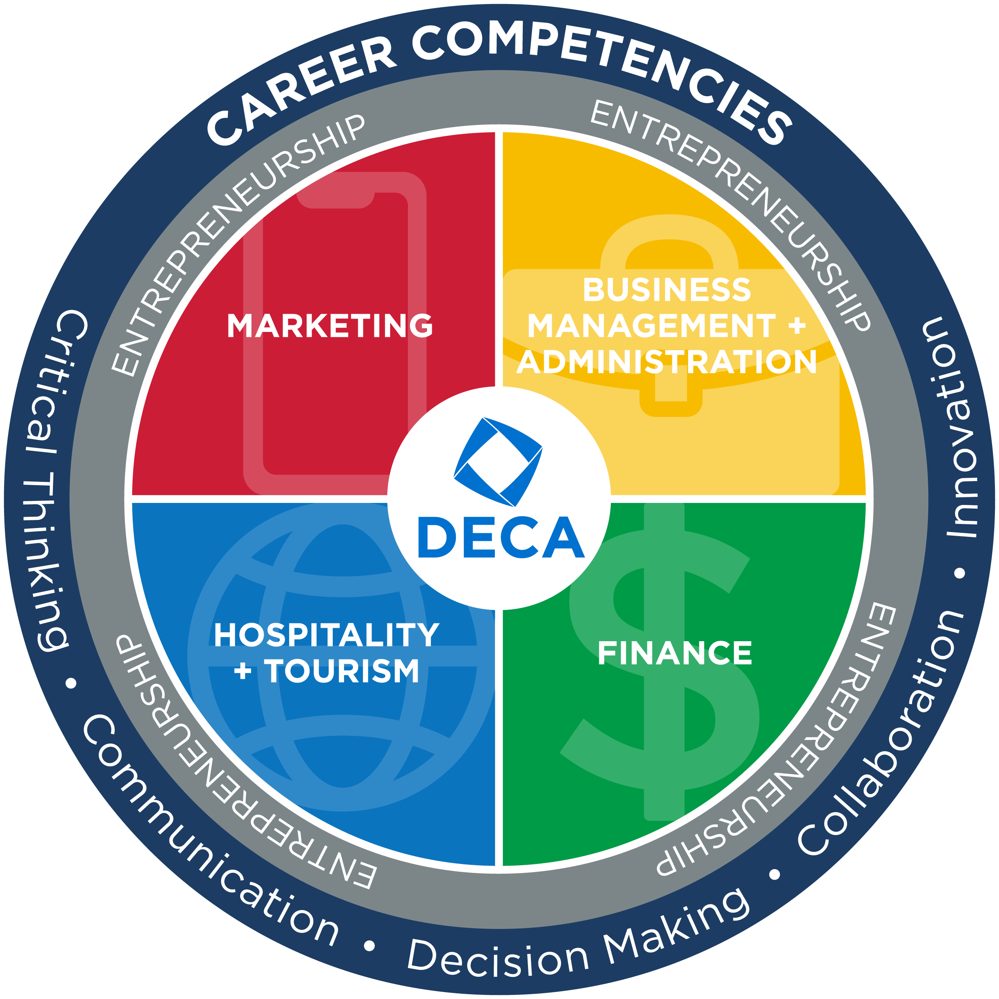 CAREER COMPETENCIES
ENTREPRENEURSHIP
ENTREPRENEURSHIP
MARKETING
BUSINESS
MANAGEMENT +
ADMINISTRATION
DECA
HOSPITALITY
+ TOURISM
FINANCE
ENTREPRENEURSHIP
ENTREPRENEURSHIP
Critical Thinking • Communication • Decision Making • Collaboration • Innovation